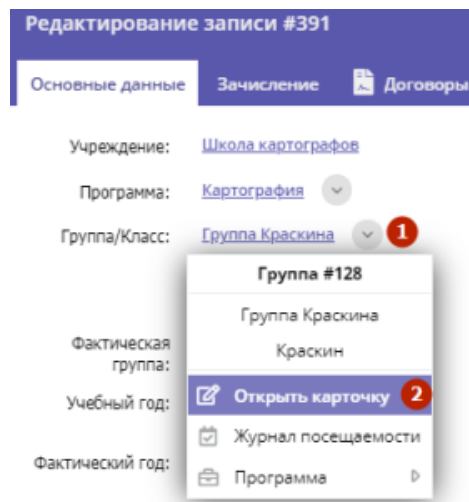 Редактирование записи #391
Основные данные Зачисление Договоры
Учреждение: Школа картографов
Программа: Картография
Группа/Класс: Группа Краскина 1
Группа #128
Группа Краскина
Краскин
Фактическая группа:
Учебный год: Открыть карточку 2
Журнал посещаемости
Фактический год: Программа